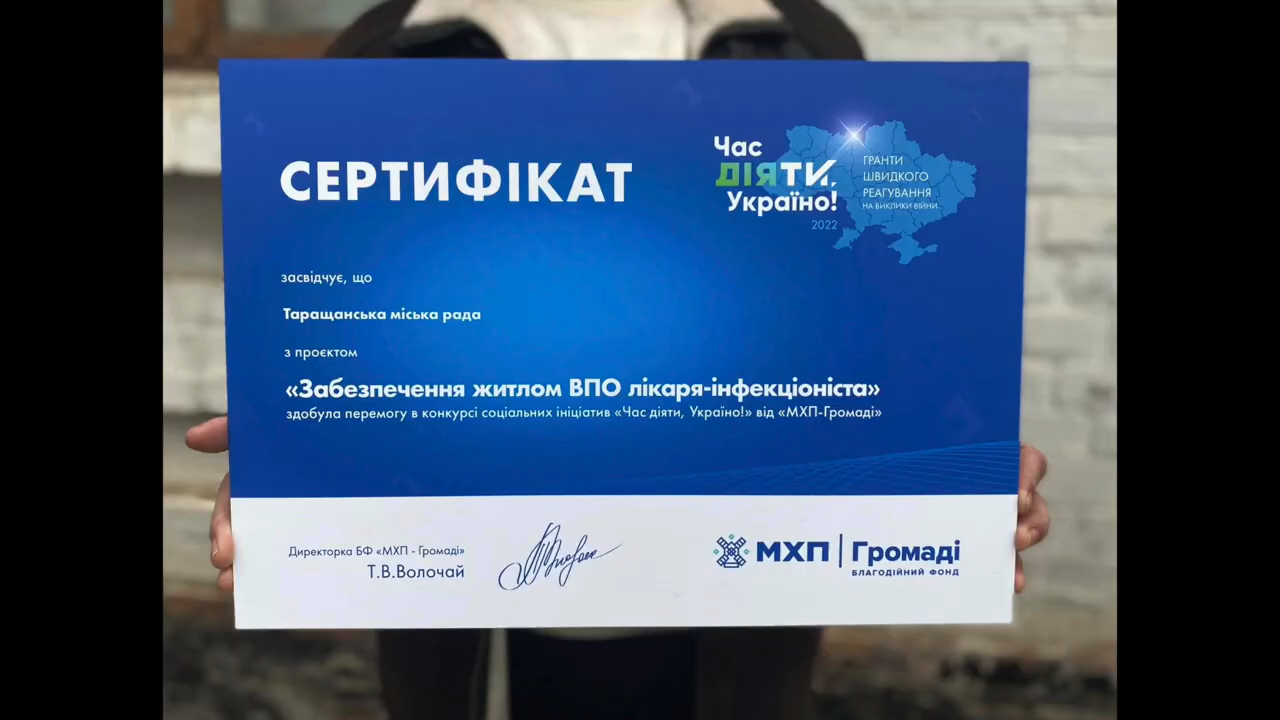 СЕРТИФІКАТ
Час
ДІЯТИ,
Україно!
2022
ГРАНТИ
ШВИДКОГО
РЕАГУВАННЯ
НА ВИКЛИКИ ВІЙНИ
засвідчує, що
Таращанська міська рада
з проєктом
«Забезпечення житлом ВПО лікаря-інфекціоніста»
здобула перемогу в конкурсі соціальних ініціатив «Час діяти, Україно!» від «МХП-Громаді»
Директорка БФ «МХП - Громаді»
Т.В.Волочай
МХП | Громаді
БЛАГОДІЙНИЙ ФОНД